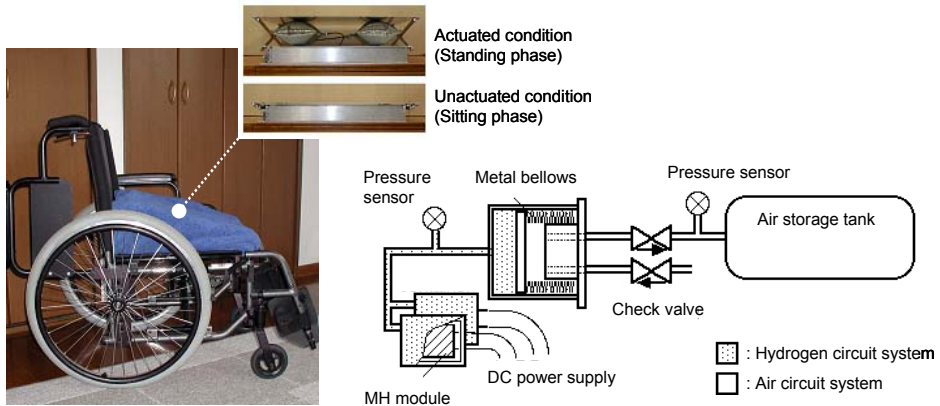 Actuated condition
(Standing phase)
Unactuated condition
(Sitting phase)
Pressure
sensor
Metal bellows
Pressure sensor
Air storage tank
Check valve
DC power supply
MH module
: Hydrogen circuit system
: Air circuit system